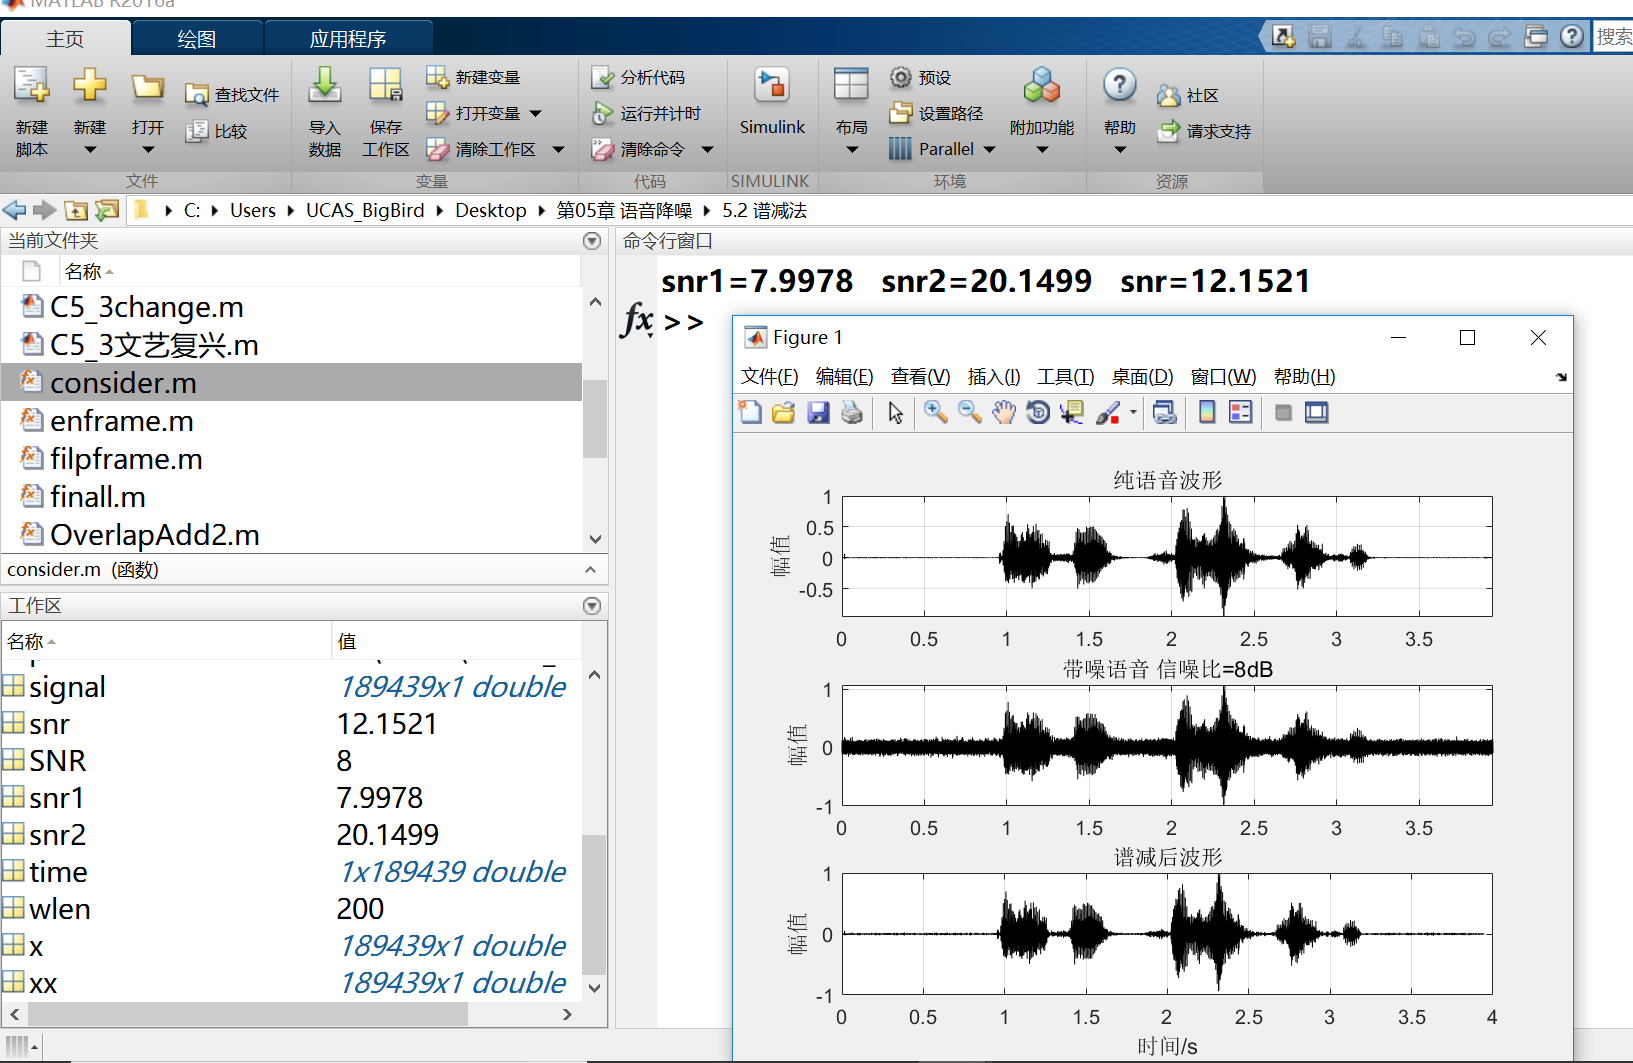 MATLAB R2016a
主页 绘图 应用程序 搜索
新建脚本 新建 打开 查找文件 比较
导入数据 保存工作区 新建变量 打开变量 清除工作区
分析代码 运行并计时 清除命令
Simulink
布局 预设 设置路径 Parallel 附加功能
帮助 社区 请求支持
文件 变量 代码 SIMULINK 环境 资源
C: Users UCAS_BigBird Desktop 第05章 语音降噪 5.2 谱减法
当前文件夹
名称
C5_3change.m
C5_3文艺复兴.m
consider.m
enframe.m
filpframe.m
finall.m
OverlapAdd2.m
consider.m (函数)
工作区
名称 值
signal 189439x1 double
snr 12.1521
SNR 8
snr1 7.9978
snr2 20.1499
time 1x189439 double
wlen 200
x 189439x1 double
xx 189439x1 double
命令行窗口
snr1=7.9978 snr2=20.1499 snr=12.1521
fx >>
Figure 1
文件(F) 编辑(E) 查看(V) 插入(I) 工具(T) 桌面(D) 窗口(W) 帮助(H)
纯语音波形
幅值
1
0.5
0
-0.5
0 0.5 1 1.5 2 2.5 3 3.5
带噪语音 信噪比=8dB
幅值
1
0
-1
0 0.5 1 1.5 2 2.5 3 3.5
谱减后波形
幅值
1
0
-1
0 0.5 1 1.5 2 2.5 3 3.5 4
时间/s